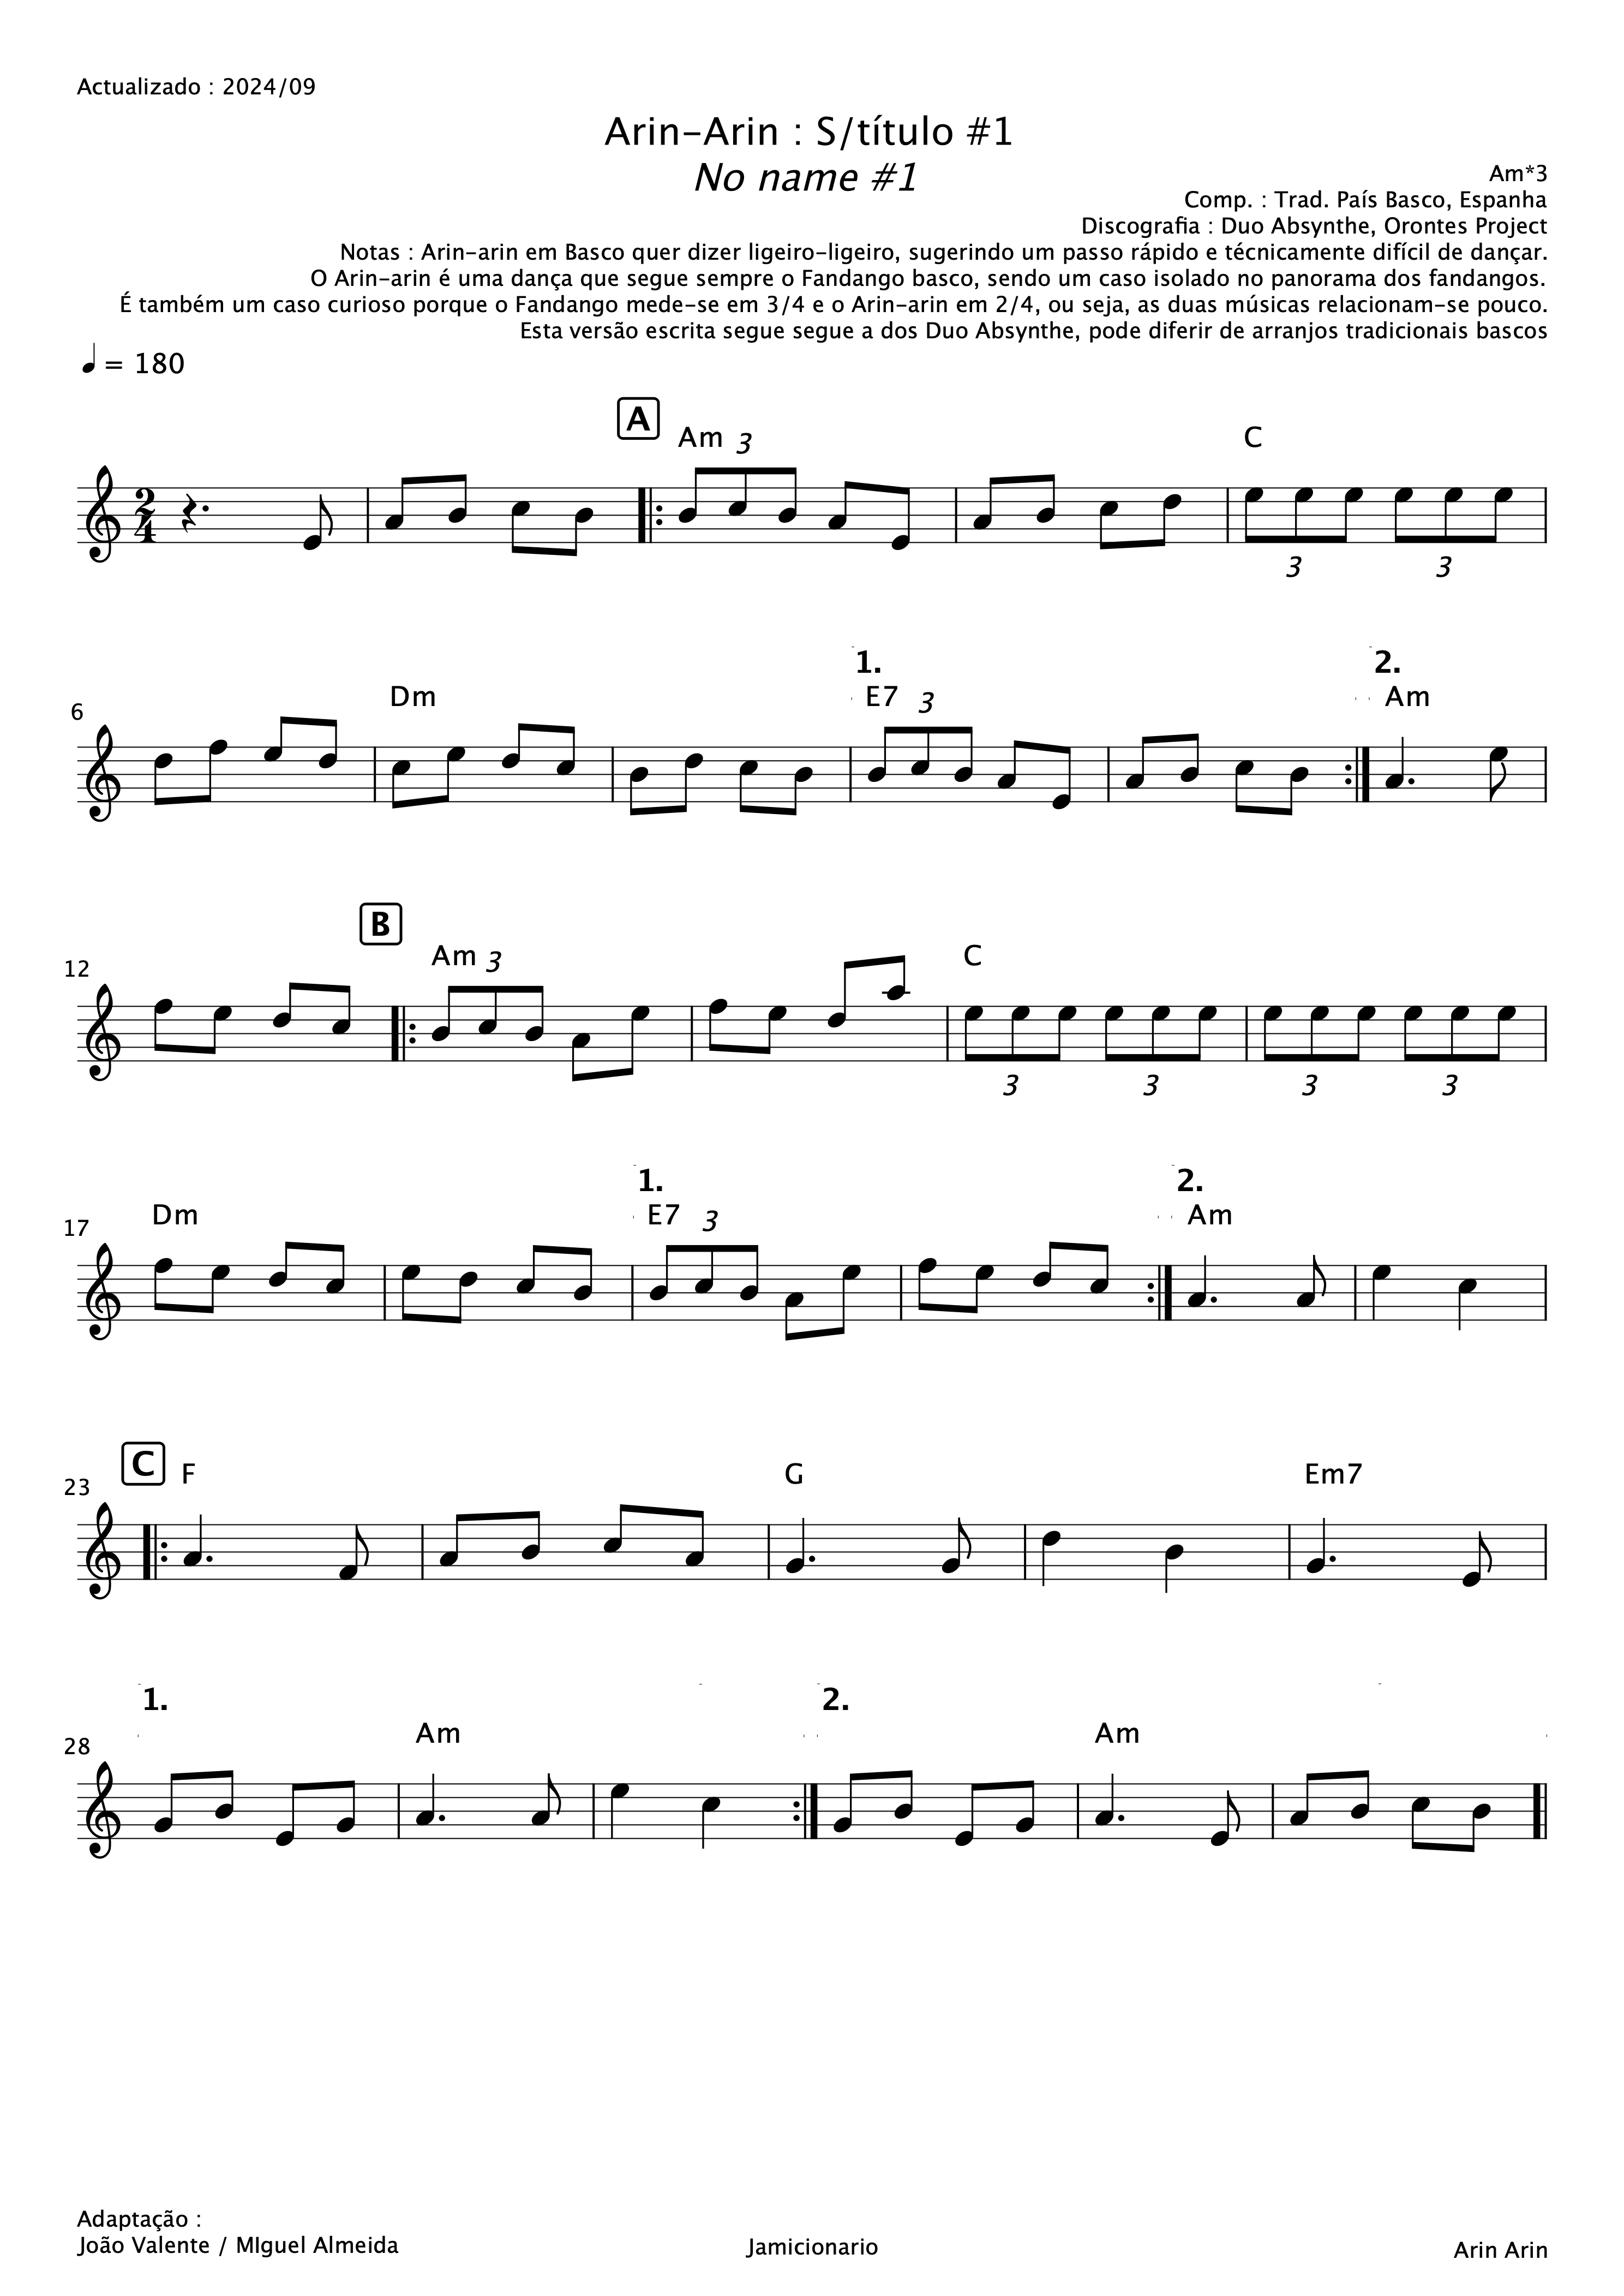 Actualizado : 2024/09
Arin-Arin : S/título #1
No name #1
Am*3
Comp. : Trad. País Basco, Espanha
Discografia : Duo Absynthe, Orontes Project
Notas : Arin-arin em Basco quer dizer ligeiro-ligeiro, sugerindo um passo rápido e técnicamente difícil de dançar.
O Arin-arin é uma dança que segue sempre o Fandango basco, sendo um caso isolado no panorama dos fandangos.
É também um caso curioso porque o Fandango mede-se em 3/4 e o Arin-arin em 2/4, ou seja, as duas músicas relacionam-se pouco.
Esta versão escrita segue segue a dos Duo Absynthe, pode diferir de arranjos tradicionais bascos
= 180
A
Am 3 C
2
4
3 3
1. 2.
6 Dm E7 3 Am
B
12 Am 3 C
3 3 3 3
1. 2.
17 Dm E7 3 Am
C
23 F G Em7
1. 2.
28 Am Am
Adaptação :
João Valente / MIguel Almeida
Jamicionario
Arin Arin